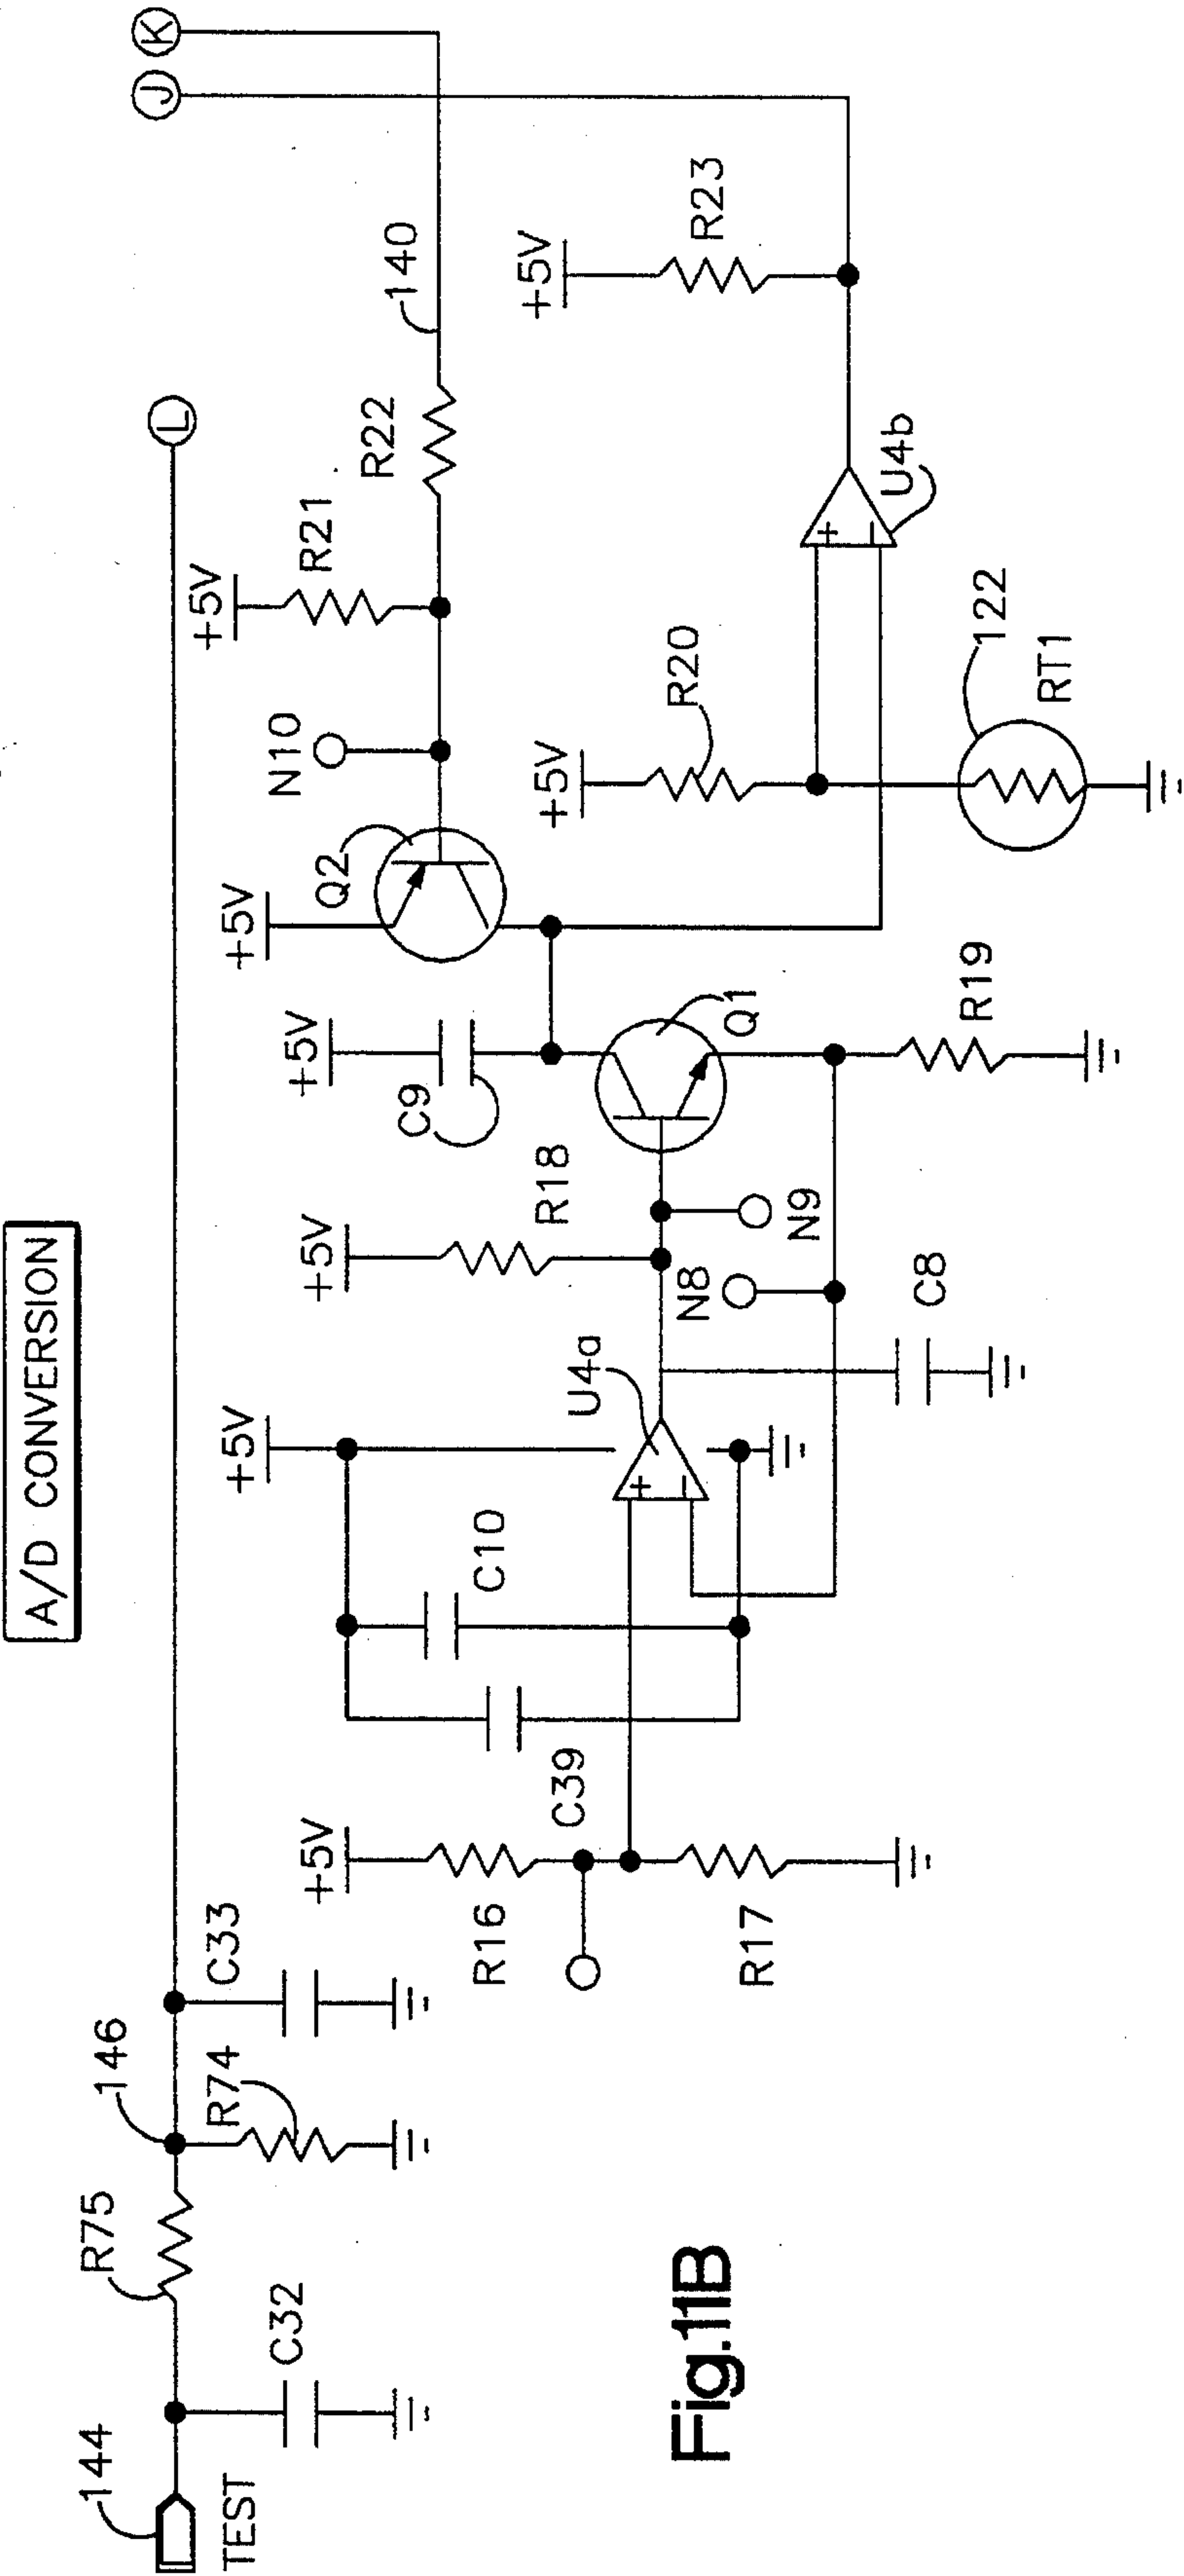 A/D CONVERSION
144
TEST
C32
R75
146
R74
C33
L
J
K
+5V
R16
R17
C39
C10
+5V
U4a
+
−
+5V
R18
N8
N9
C8
+5V
C9
Q1
R19
+5V
Q2
N10
+5V
R21
R22
140
+5V
R20
122
RT1
+
−
U4b
+5V
R23
Fig.11B